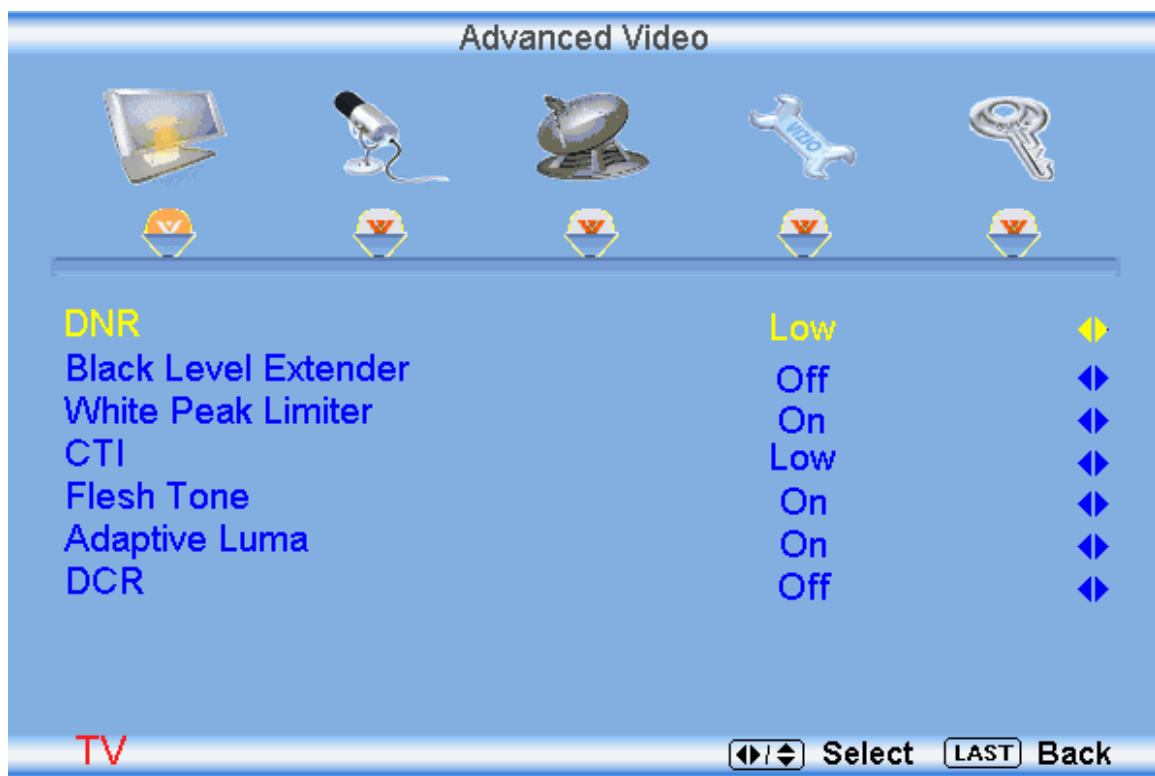 Advanced Video
VIZIO
DNR Low
Black Level Extender Off
White Peak Limiter On
CTI Low
Flesh Tone On
Adaptive Luma On
DCR Off
TV / Select LAST Back